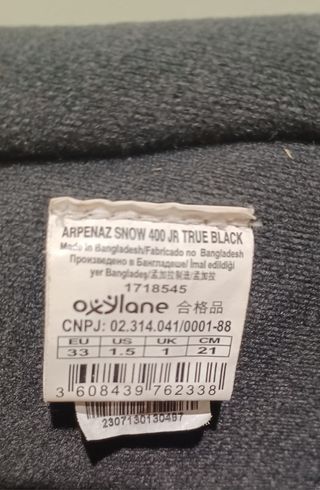 ARPENAZ SNOW 400 JR TRUE BLACK
Made in Bangladesh/Fabricado no Bangladesh
Произведено в Бангладеше/ İmal edildiği
yer Bangladeş/孟加拉制造/孟加拉
1718545
oxylane 合格品
CNPJ: 02.314.041/0001-88
EU US UK CM
33 1.5 1 21
3 608439 762338
2307130130497